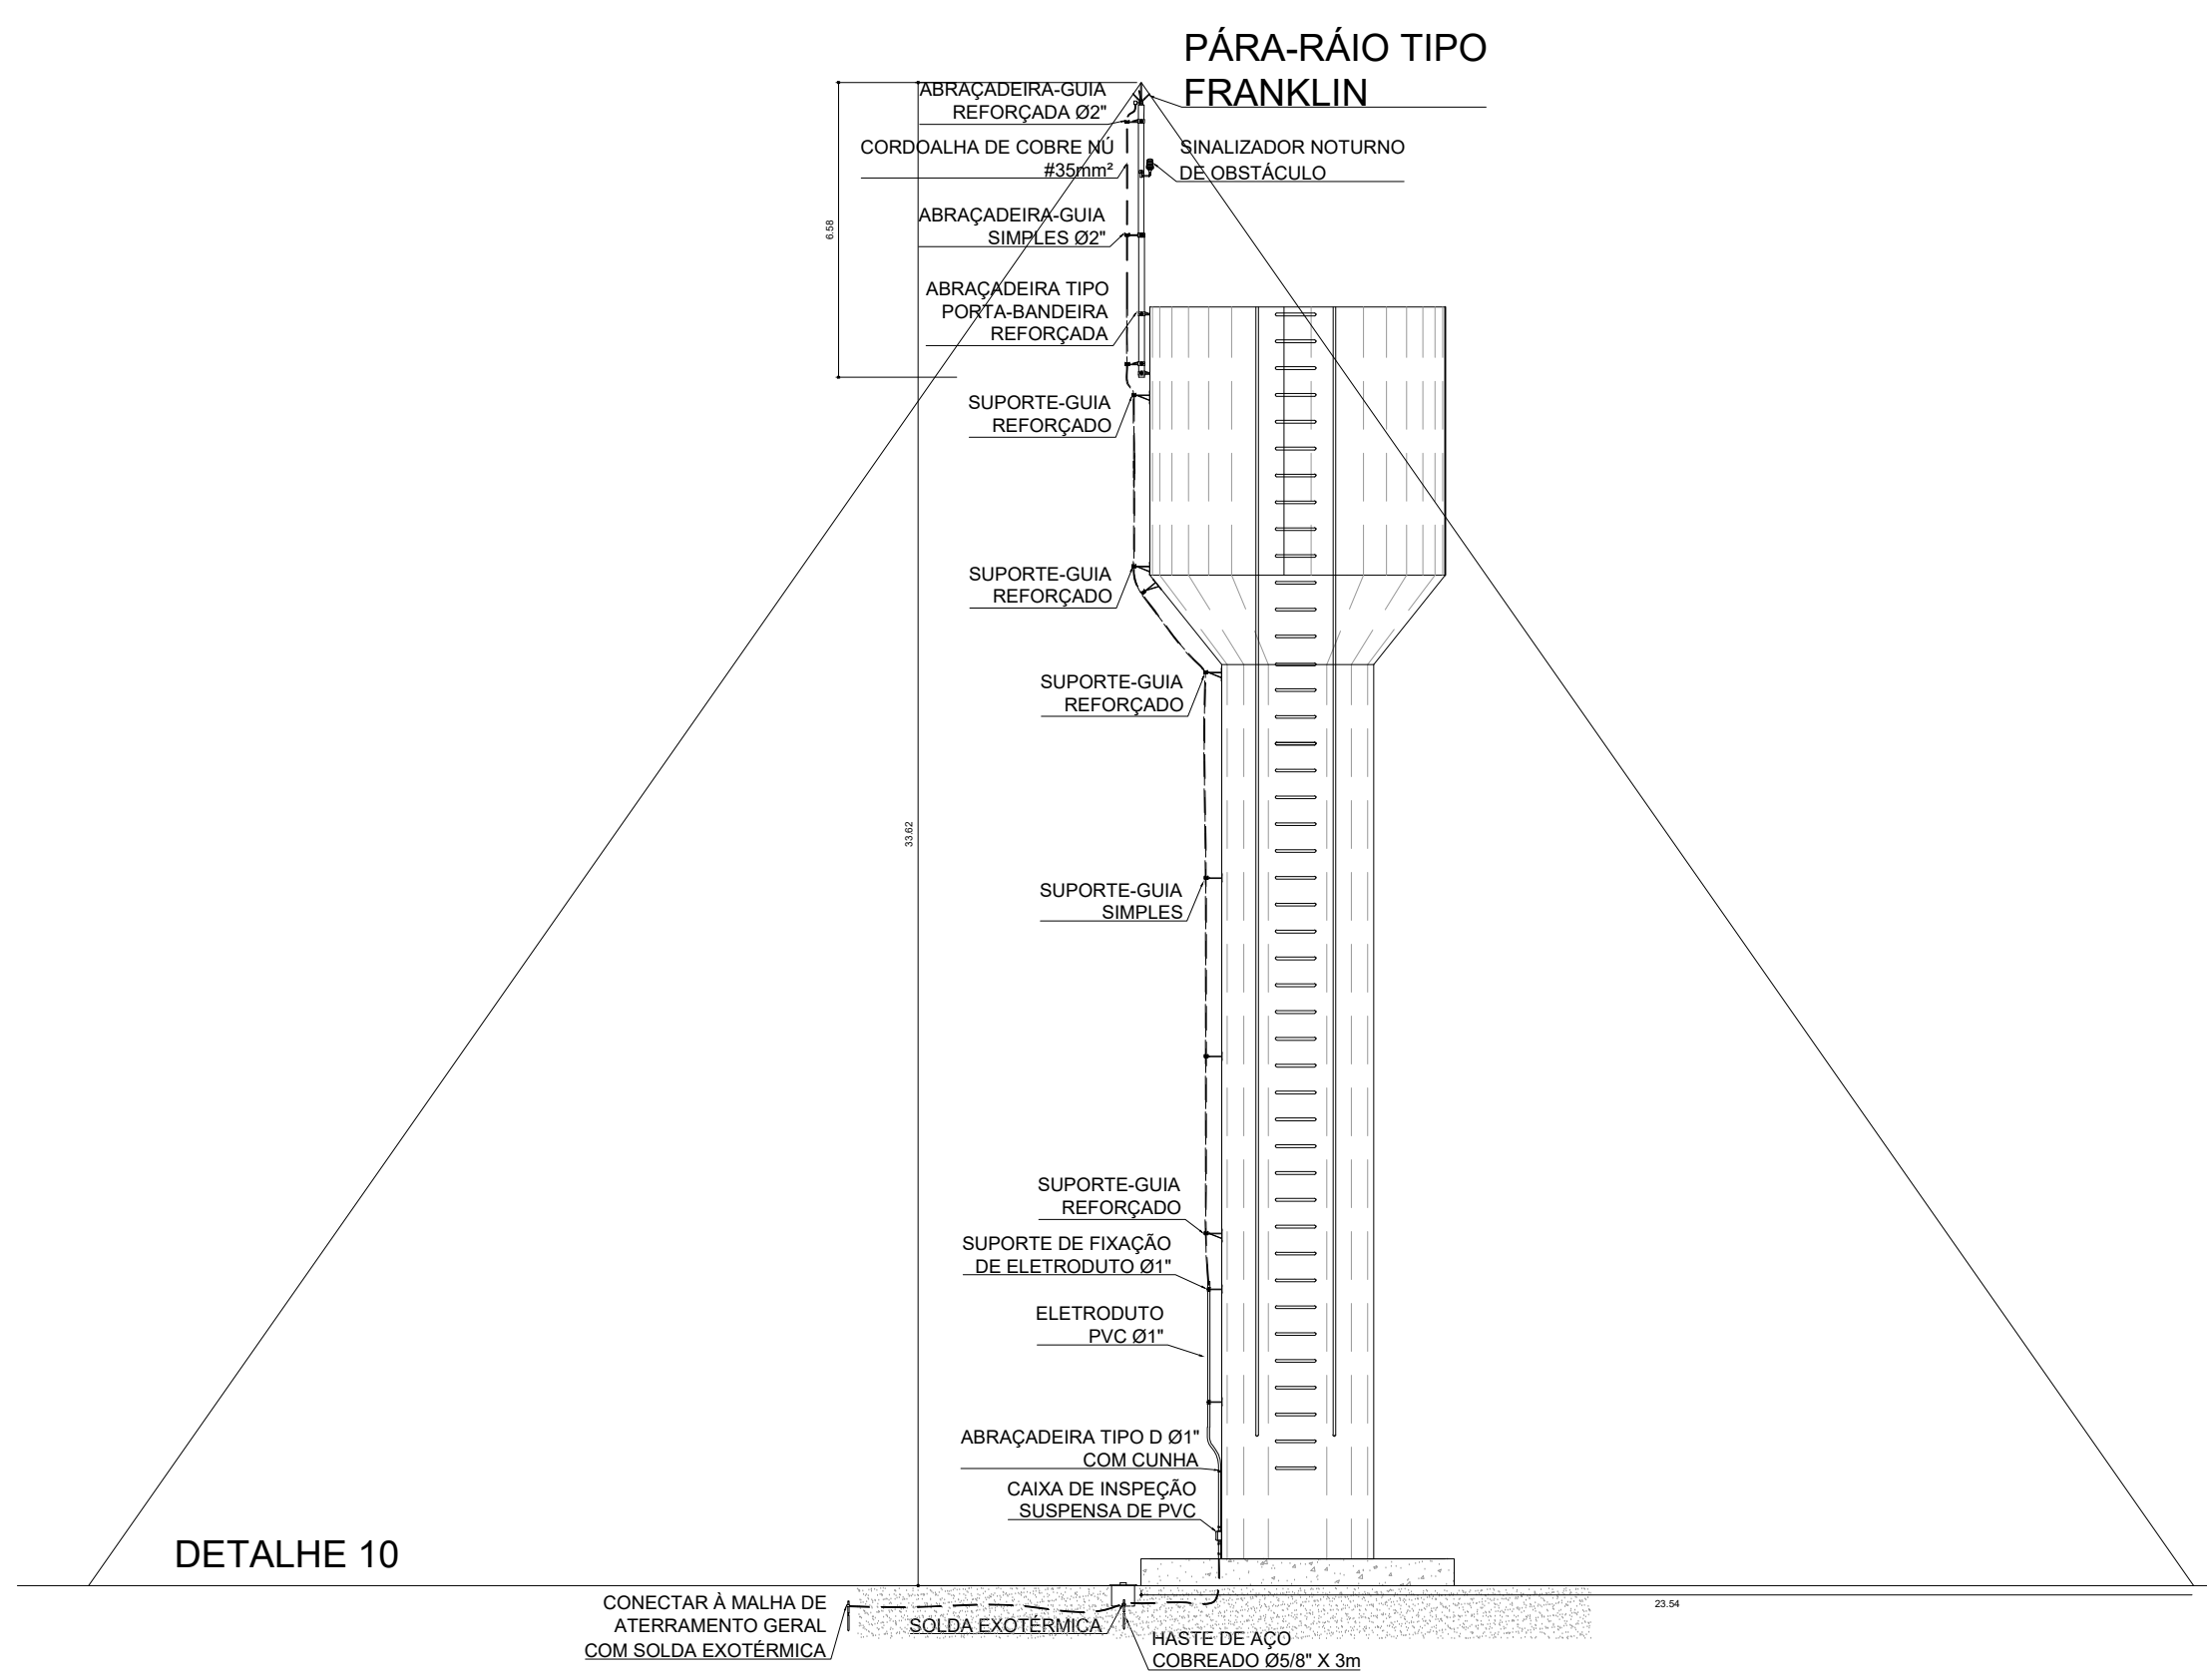 PÁRA-RÁIO TIPO
FRANKLIN
ABRAÇADEIRA-GUIA
REFORÇADA Ø2"
CORDOALHA DE COBRE NÚ
#35mm²
SINALIZADOR NOTURNO
DE OBSTÁCULO
6.58
ABRAÇADEIRA-GUIA
SIMPLES Ø2"
ABRAÇADEIRA TIPO
PORTA-BANDEIRA
REFORÇADA
SUPORTE-GUIA
REFORÇADO
SUPORTE-GUIA
REFORÇADO
SUPORTE-GUIA
REFORÇADO
33.62
SUPORTE-GUIA
SIMPLES
SUPORTE-GUIA
REFORÇADO
SUPORTE DE FIXAÇÃO
DE ELETRODUTO Ø1"
ELETRODUTO
PVC Ø1"
ABRAÇADEIRA TIPO D Ø1"
COM CUNHA
CAIXA DE INSPEÇÃO
SUSPENSA DE PVC
DETALHE 10
CONECTAR À MALHA DE
ATERRAMENTO GERAL
COM SOLDA EXOTÉRMICA
SOLDA EXOTÉRMICA
HASTE DE AÇO
COBREADO Ø5/8" X 3m
23.54